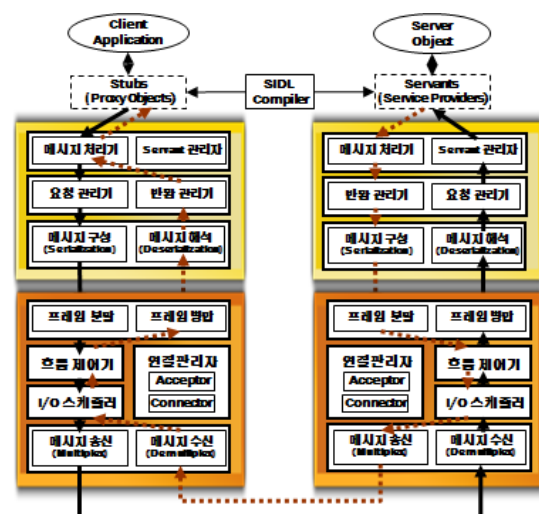 Client
Application
Server
Object
Stubs
(Proxy Objects)
SIDL
Compiler
Servants
(Service Providers)
메시지 처리기
Servant 관리자
요청 관리기
반환 관리기
메시지 구성
(Serialization)
메시지 해석
(Deserialization)
프레임 분할
프레임 병합
흐름 제어기
I/O 스케줄러
연결관리자
Acceptor
Connector
메시지 송신
(Multiplex)
메시지 수신
(Demultiplex)
메시지 처리기
Servant 관리자
반환 관리기
요청 관리기
메시지 구성
(Serialization)
메시지 해석
(Deserialization)
프레임 분할
프레임 병합
연결관리자
Acceptor
Connector
흐름 제어기
I/O 스케줄러
메시지 송신
(Multiplex)
메시지 수신
(Demultiplex)